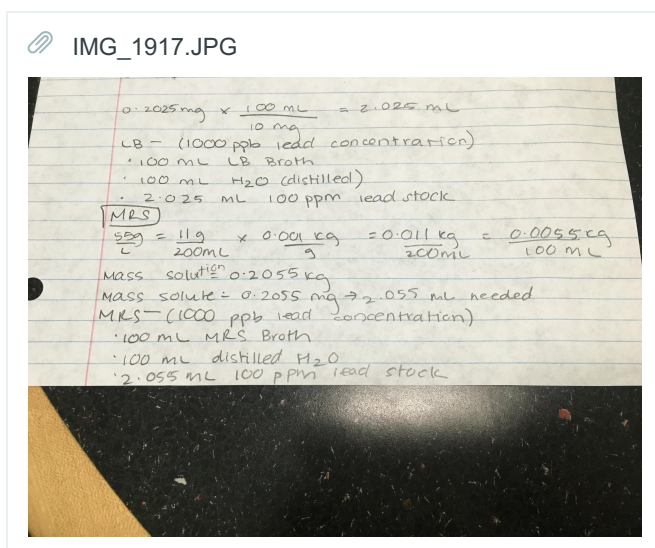 IMG_1917.JPG
0.2025mg x 100 mL / 10 mg = 2.025 mL
LB - (1000 ppb lead concentration)
· 100 mL LB Broth
· 100 mL H2O (distilled)
· 2.025 mL 100 ppm lead stock
MRS
55g / L = 11g / 200mL x 0.001 kg / g = 0.011 kg / 200mL = 0.0055 kg / 100 mL
Mass solution = 0.2055 kg
Mass solute = 0.2055 mg → 2.055 mL needed
MRS - (1000 ppb lead concentration)
· 100 mL MRS Broth
· 100 mL distilled H2O
· 2.055 mL 100 ppm lead stock